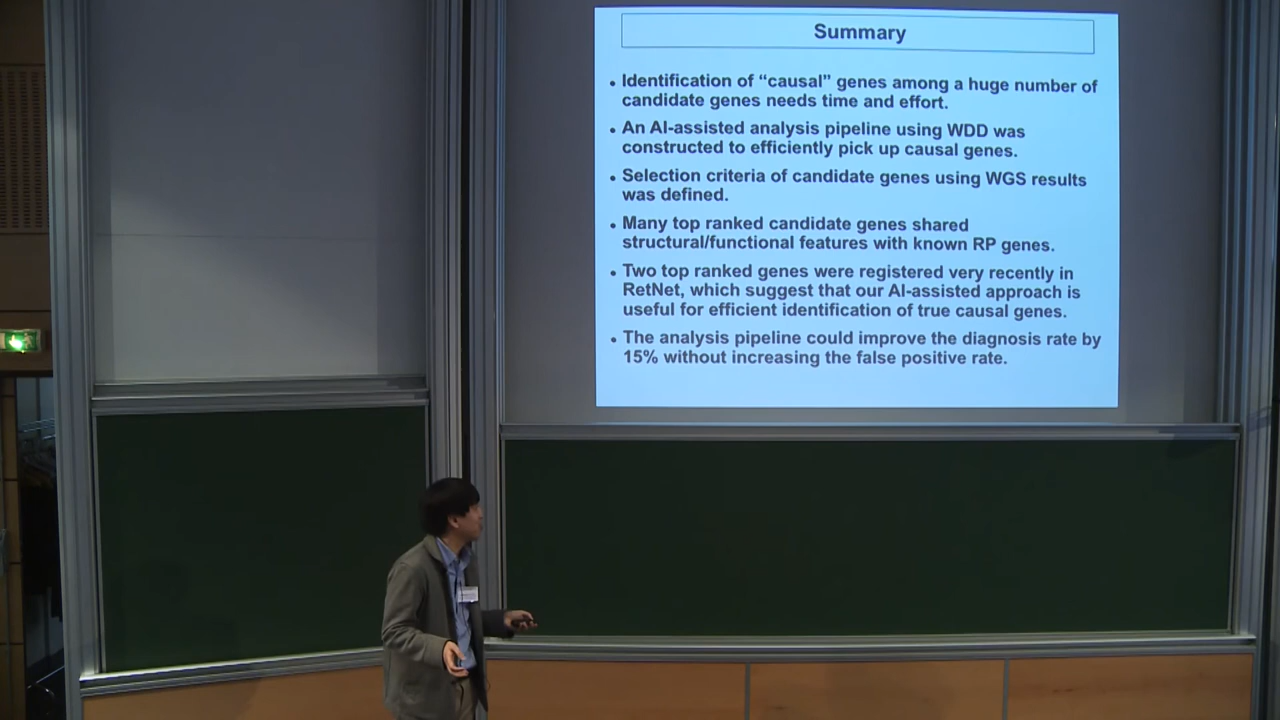 Summary
• Identification of “causal” genes among a huge number of
candidate genes needs time and effort.
• An AI-assisted analysis pipeline using WDD was
constructed to efficiently pick up causal genes.
• Selection criteria of candidate genes using WGS results
was defined.
• Many top ranked candidate genes shared
structural/functional features with known RP genes.
• Two top ranked genes were registered very recently in
RetNet, which suggest that our AI-assisted approach is
useful for efficient identification of true causal genes.
• The analysis pipeline could improve the diagnosis rate by
15% without increasing the false positive rate.